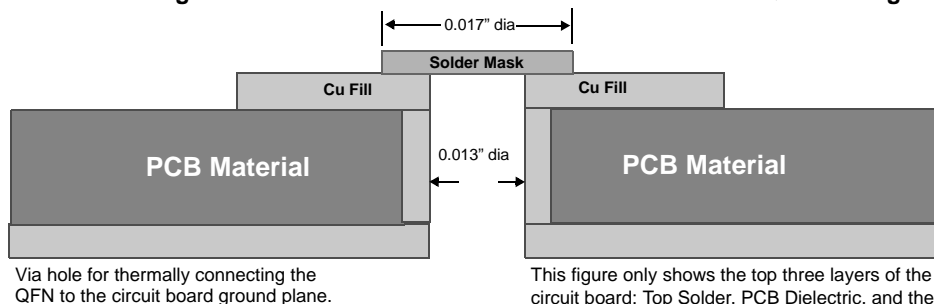 0.017” dia
Solder Mask
Cu Fill
Cu Fill
PCB Material
0.013” dia
PCB Material
Via hole for thermally connecting the
QFN to the circuit board ground plane.
This figure only shows the top three layers of the
circuit board: Top Solder, PCB Dielectric, and the